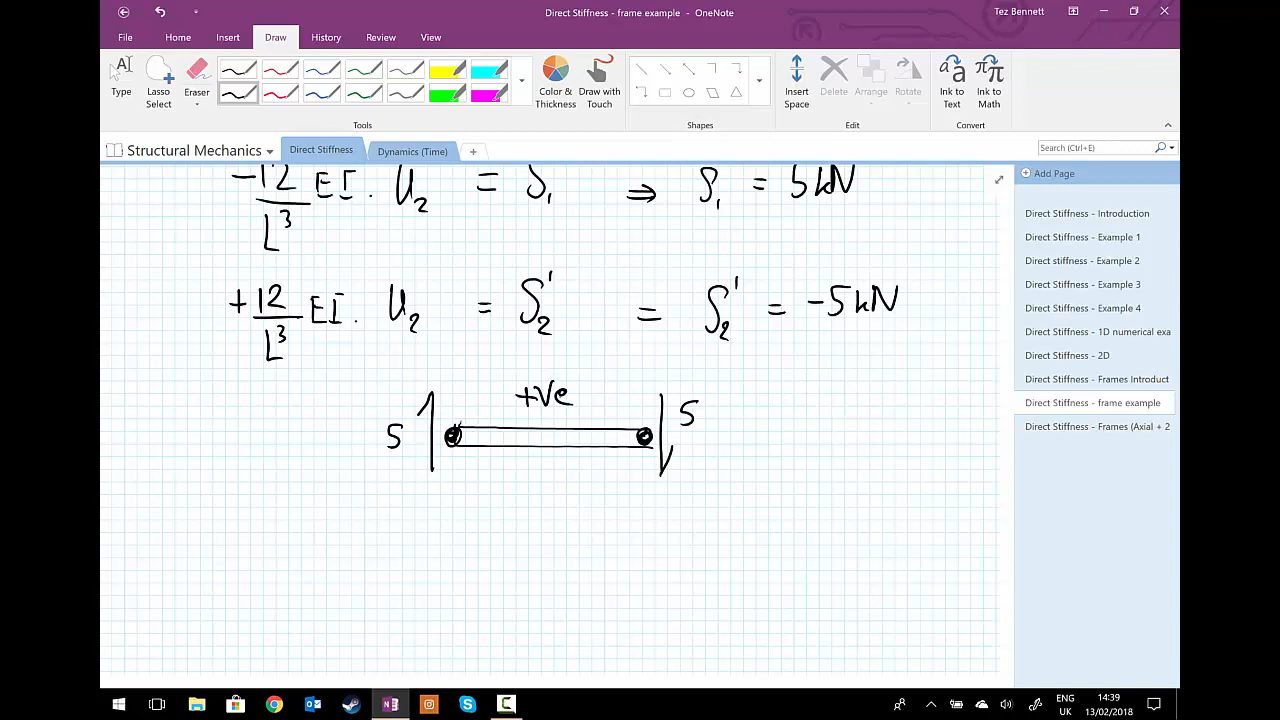 Direct Stiffness - frame example - OneNote
Tez Bennett
File Home Insert Draw History Review View
Type
Lasso Select
Eraser
Color & Thickness
Draw with Touch
Insert Space
Delete
Arrange
Rotate
Ink to Text
Ink to Math
Tools
Shapes
Edit
Convert
Structural Mechanics
Direct Stiffness
Dynamics (Time)
Search (Ctrl+E)
Add Page
Direct Stiffness - Introduction
Direct Stiffness - Example 1
Direct stiffness - Example 2
Direct Stiffness - Example 3
Direct Stiffness - Example 4
Direct Stiffness - 1D numerical exa
Direct Stiffness - 2D
Direct Stiffness - Frames Introduct
Direct Stiffness - frame example
Direct Stiffness - Frames (Axial + 2
-12/L³ EI. U₂ = S₁ ⇒ S₁ = 5kN
+12/L³ EI. U₂ = S₂' = S₂' = -5kN
+ve
S
S
ENG
UK
14:39
13/02/2018